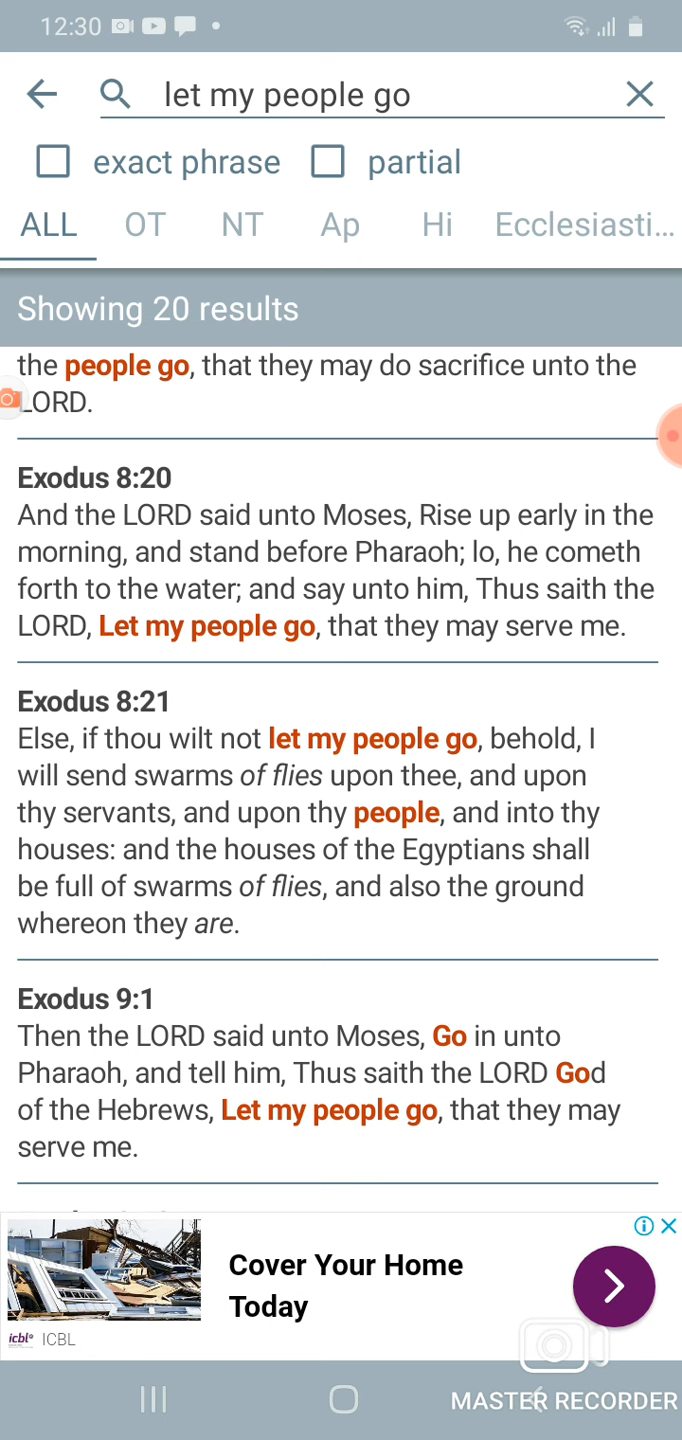 12:30
let my people go
exact phrase partial
ALL OT NT Ap Hi Ecclesiasti...
Showing 20 results
the people go, that they may do sacrifice unto the
LORD.
Exodus 8:20
And the LORD said unto Moses, Rise up early in the
morning, and stand before Pharaoh; lo, he cometh
forth to the water; and say unto him, Thus saith the
LORD, Let my people go, that they may serve me.
Exodus 8:21
Else, if thou wilt not let my people go, behold, I
will send swarms of flies upon thee, and upon
thy servants, and upon thy people, and into thy
houses: and the houses of the Egyptians shall
be full of swarms of flies, and also the ground
whereon they are.
Exodus 9:1
Then the LORD said unto Moses, Go in unto
Pharaoh, and tell him, Thus saith the LORD God
of the Hebrews, Let my people go, that they may
serve me.
Cover Your Home
Today
icbl ICBL
MASTER RECORDER